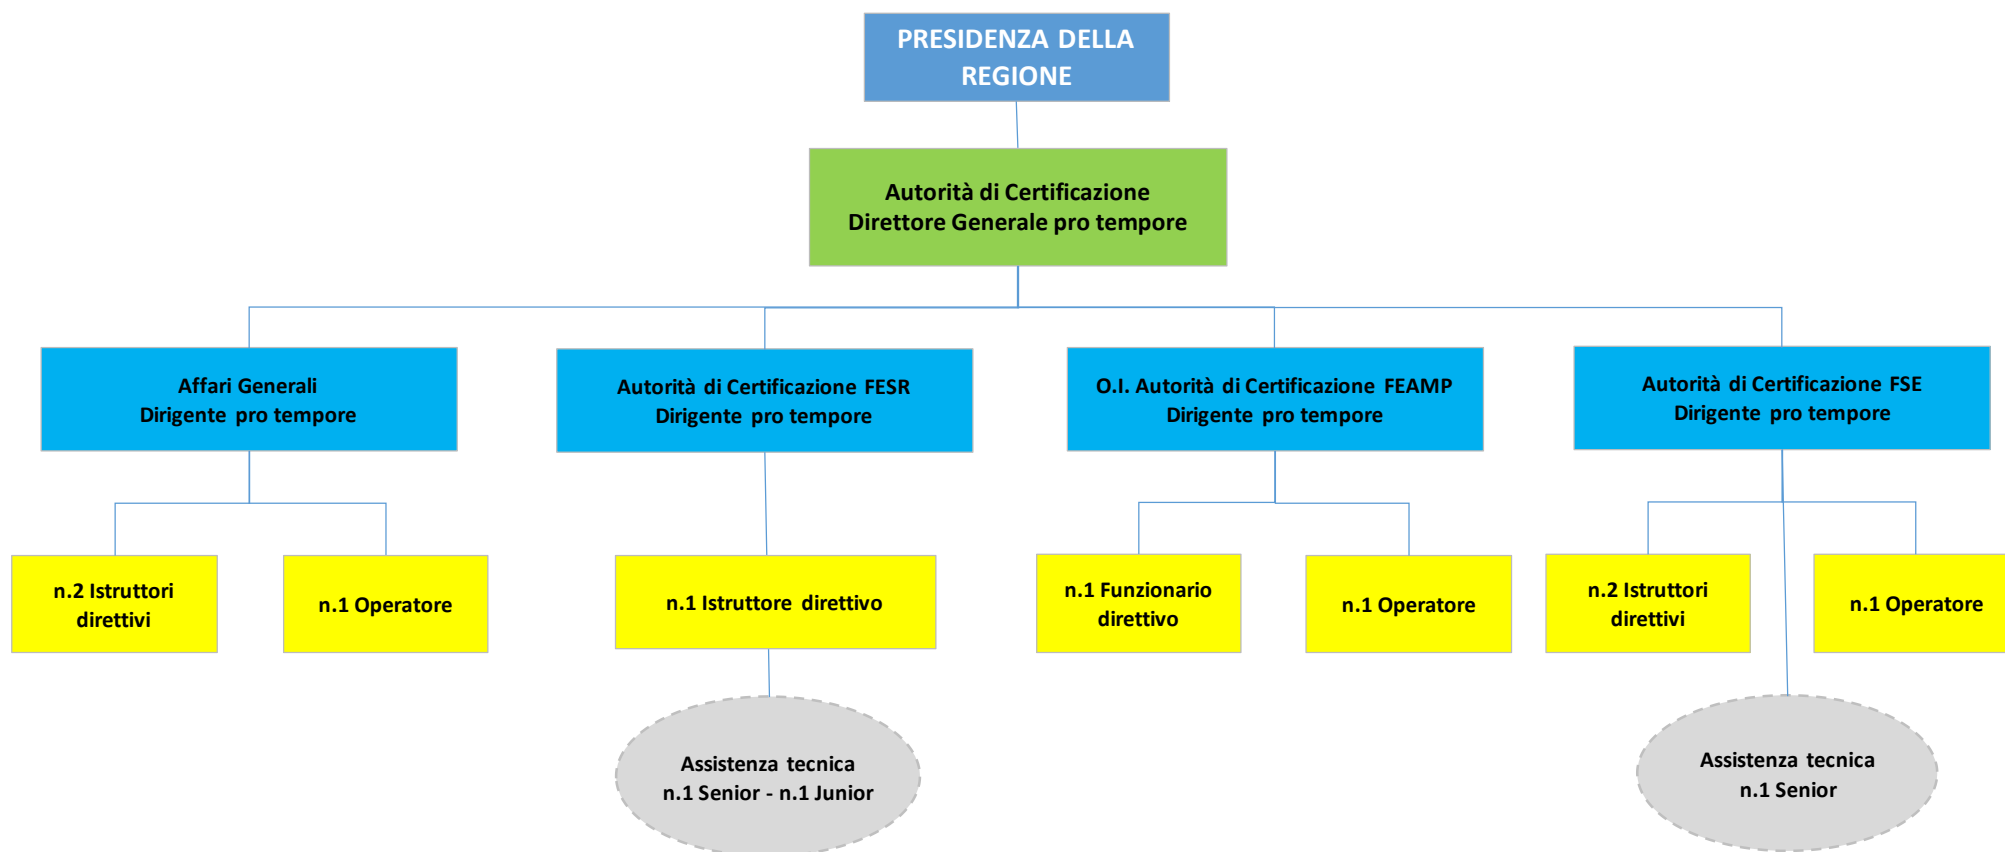 PRESIDENZA DELLA
REGIONE
Autorità di Certificazione
Direttore Generale pro tempore
Affari Generali
Dirigente pro tempore
Autorità di Certificazione FESR
Dirigente pro tempore
O.I. Autorità di Certificazione FEAMP
Dirigente pro tempore
Autorità di Certificazione FSE
Dirigente pro tempore
n.2 Istruttori
direttivi
n.1 Operatore
n.1 Istruttore direttivo
n.1 Funzionario
direttivo
n.1 Operatore
n.2 Istruttori
direttivi
n.1 Operatore
Assistenza tecnica
n.1 Senior - n.1 Junior
Assistenza tecnica
n.1 Senior